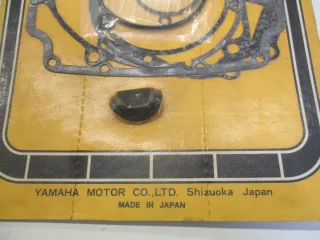 YAMAHA MOTOR CO.,LTD. Shizuoka Japan
MADE IN JAPAN